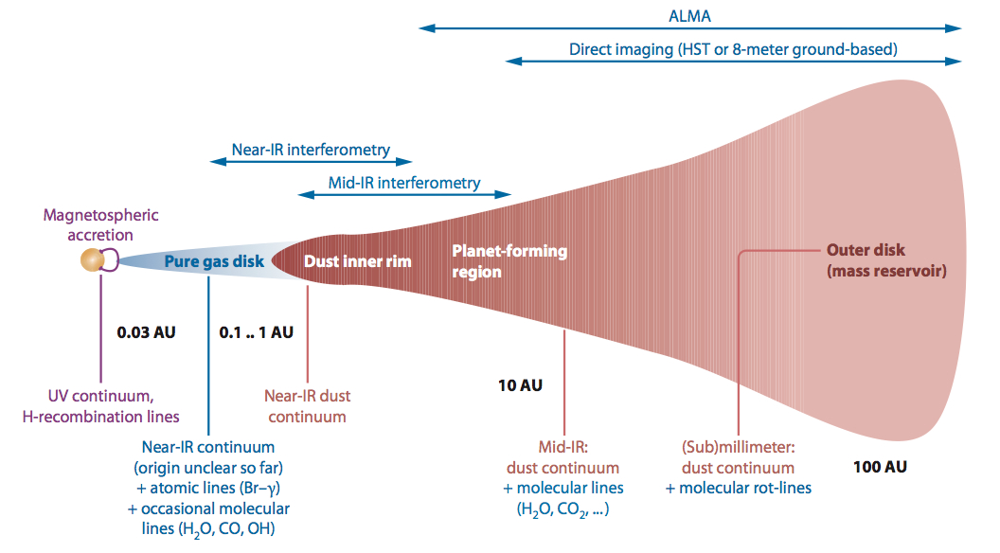 ALMA
Direct imaging (HST or 8-meter ground-based)
Near-IR interferometry
Mid-IR interferometry
Magnetospheric
accretion
Pure gas disk
Dust inner rim
Planet-forming
region
Outer disk
(mass reservoir)
0.03 AU
0.1 .. 1 AU
10 AU
100 AU
UV continuum,
H-recombination lines
Near-IR dust
continuum
Near-IR continuum
(origin unclear so far)
+ atomic lines (Br–γ)
+ occasional molecular
lines (H₂O, CO, OH)
Mid-IR:
dust continuum
+ molecular lines
(H₂O, CO₂, ...)
(Sub)millimeter:
dust continuum
+ molecular rot-lines